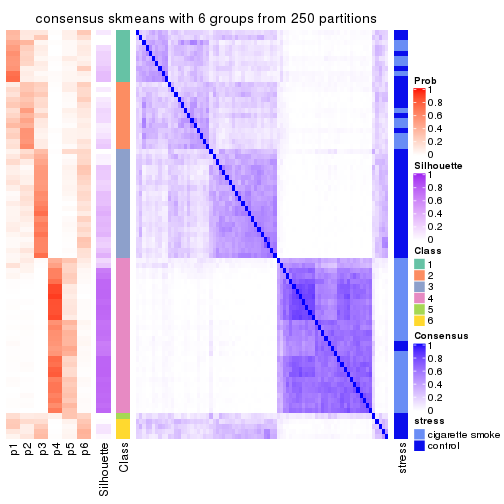 consensus skmeans with 6 groups from 250 partitions
Prob
1
0.8
0.6
0.4
0.2
0
Silhouette
1
0.8
0.6
0.4
0.2
0
Class
1
2
3
4
5
6
Consensus
1
0.8
0.6
0.4
0.2
0
stress
cigarette smoke
control
p1
p2
p3
p4
p5
p6
Silhouette
Class
stress